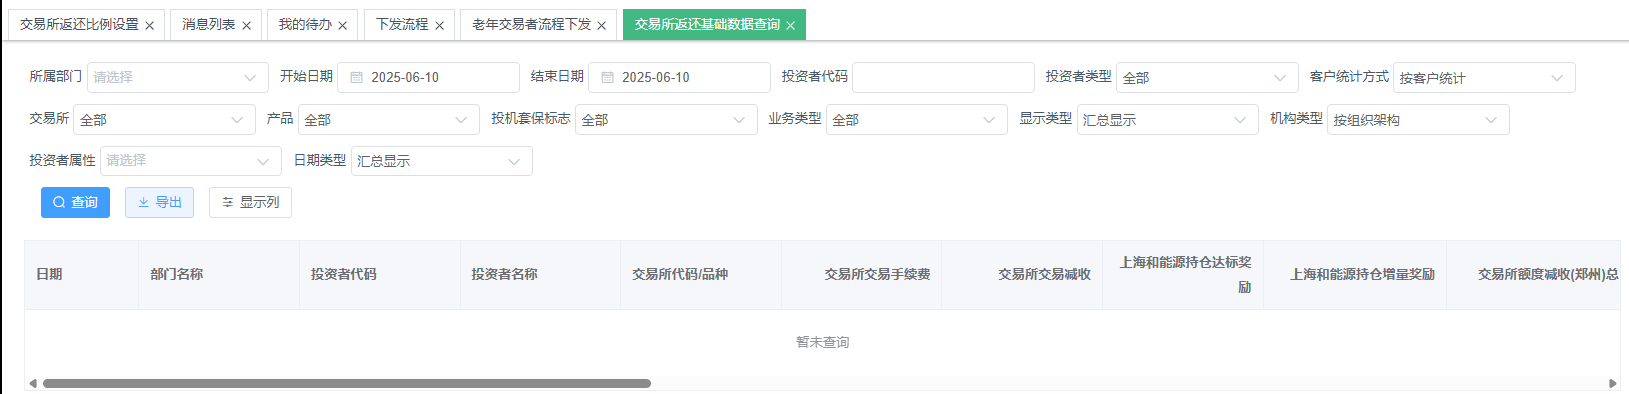 交易所返还比例设置 消息列表 我的待办 下发流程 老年交易者流程下发 交易所返还基础数据查询
所属部门 请选择 开始日期 2025-06-10 结束日期 2025-06-10 投资者代码 投资者类型 全部 客户统计方式 按客户统计
交易所 全部 产品 全部 投机套保标志 全部 业务类型 全部 显示类型 汇总显示 机构类型 按组织架构
投资者属性 请选择 日期类型 汇总显示
查询 导出 显示列
日期 部门名称 投资者代码 投资者名称 交易所代码/品种 交易所交易手续费 交易所交易减收 上海和能源持仓达标奖励 上海和能源持仓增量奖励 交易所额度减收(郑州)总
暂未查询